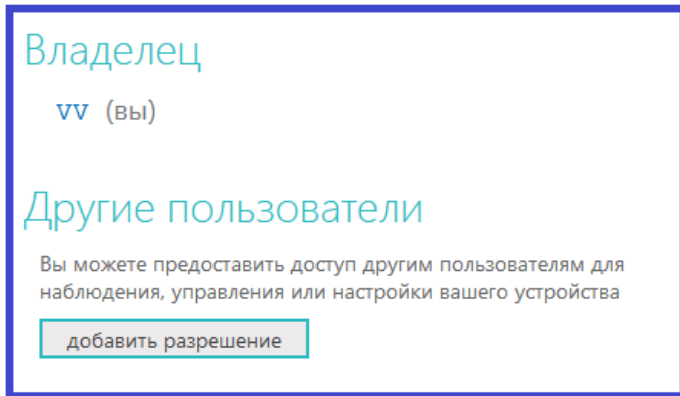 Владелец
vv (вы)
Другие пользователи
Вы можете предоставить доступ другим пользователям для
наблюдения, управления или настройки вашего устройства
добавить разрешение